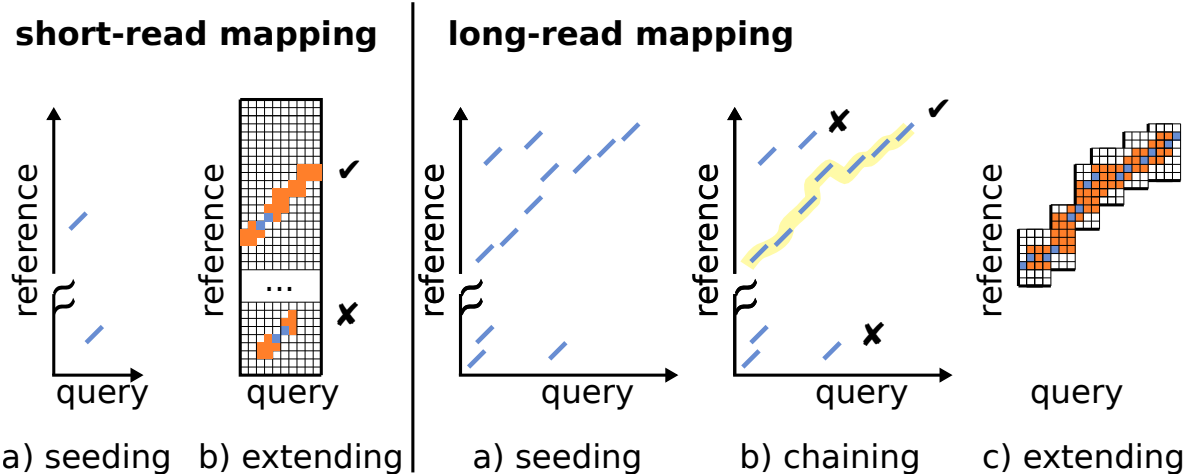 short-read mapping
long-read mapping
reference
query
a) seeding
reference
...
query
b) extending
reference
query
a) seeding
reference
query
b) chaining
reference
query
c) extending